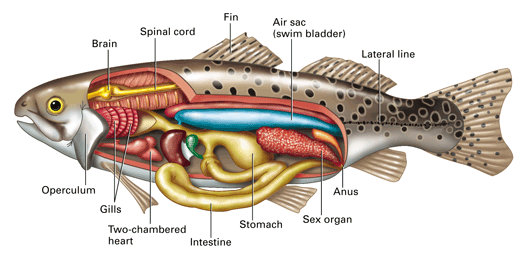 Fin
Air sac
(swim bladder)
Spinal cord
Brain
Lateral line
Operculum
Gills
Two-chambered
heart
Intestine
Stomach
Sex organ
Anus